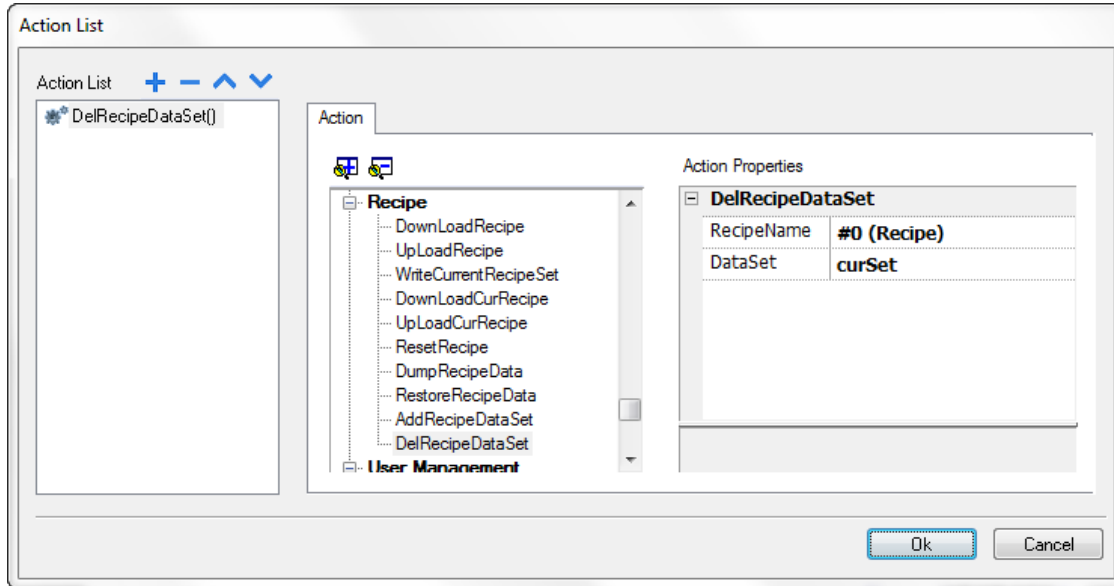 Action List
Action List
DelRecipeDataSet()
Action
Recipe
DownLoadRecipe
UpLoadRecipe
WriteCurrentRecipeSet
DownLoadCurRecipe
UpLoadCurRecipe
ResetRecipe
DumpRecipeData
RestoreRecipeData
AddRecipeDataSet
DelRecipeDataSet
User Management
Action Properties
DelRecipeDataSet
RecipeName #0 (Recipe)
DataSet curSet
Ok Cancel